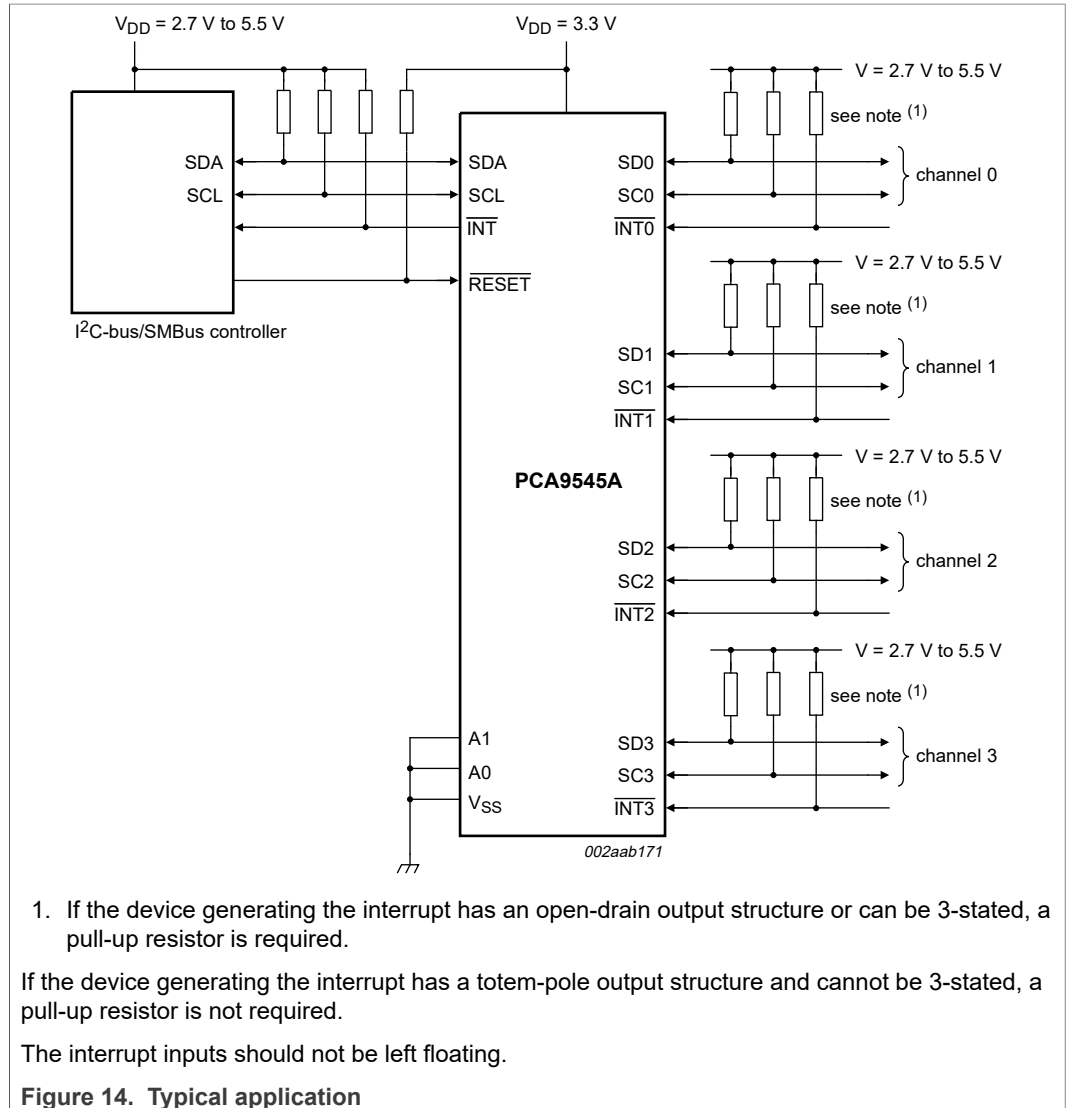 V_DD = 2.7 V to 5.5 V
V_DD = 3.3 V
V = 2.7 V to 5.5 V
see note (1)
SDA
SDA
SD0
channel 0
SCL
SCL
SC0
INT
INT0
V = 2.7 V to 5.5 V
RESET
see note (1)
I2C-bus/SMBus controller
SD1
channel 1
SC1
INT1
V = 2.7 V to 5.5 V
PCA9545A
see note (1)
SD2
channel 2
SC2
INT2
V = 2.7 V to 5.5 V
see note (1)
A1
SD3
channel 3
A0
SC3
V_SS
INT3
002aab171
1. If the device generating the interrupt has an open-drain output structure or can be 3-stated, a
pull-up resistor is required.
If the device generating the interrupt has a totem-pole output structure and cannot be 3-stated, a
pull-up resistor is not required.
The interrupt inputs should not be left floating.
Figure 14. Typical application